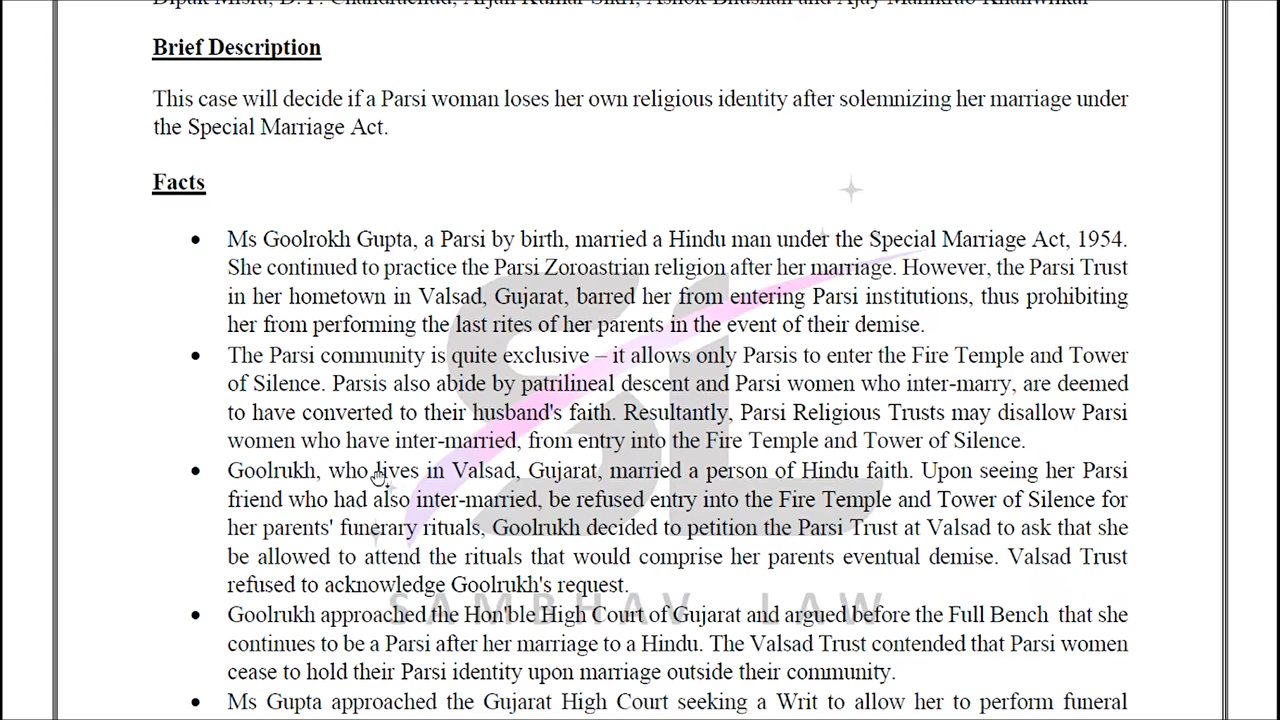 Dipak Misra, D. Y. Chandrachud, Arjun Kumar Sikri, Ashok Bhushan and Ajay Manikrao Khanwilkar
Brief Description
This case will decide if a Parsi woman loses her own religious identity after solemnizing her marriage under
the Special Marriage Act.
Facts
• Ms Goolrokh Gupta, a Parsi by birth, married a Hindu man under the Special Marriage Act, 1954.
She continued to practice the Parsi Zoroastrian religion after her marriage. However, the Parsi Trust
in her hometown in Valsad, Gujarat, barred her from entering Parsi institutions, thus prohibiting
her from performing the last rites of her parents in the event of their demise.
• The Parsi community is quite exclusive – it allows only Parsis to enter the Fire Temple and Tower
of Silence. Parsis also abide by patrilineal descent and Parsi women who inter-marry, are deemed
to have converted to their husband's faith. Resultantly, Parsi Religious Trusts may disallow Parsi
women who have inter-married, from entry into the Fire Temple and Tower of Silence.
• Goolrukh, who lives in Valsad, Gujarat, married a person of Hindu faith. Upon seeing her Parsi
friend who had also inter-married, be refused entry into the Fire Temple and Tower of Silence for
her parents' funerary rituals, Goolrukh decided to petition the Parsi Trust at Valsad to ask that she
be allowed to attend the rituals that would comprise her parents eventual demise. Valsad Trust
refused to acknowledge Goolrukh's request.
• Goolrukh approached the Hon'ble High Court of Gujarat and argued before the Full Bench that she
continues to be a Parsi after her marriage to a Hindu. The Valsad Trust contended that Parsi women
cease to hold their Parsi identity upon marriage outside their community.
• Ms Gupta approached the Gujarat High Court seeking a Writ to allow her to perform funeral
SL
SAMBHAV LAW